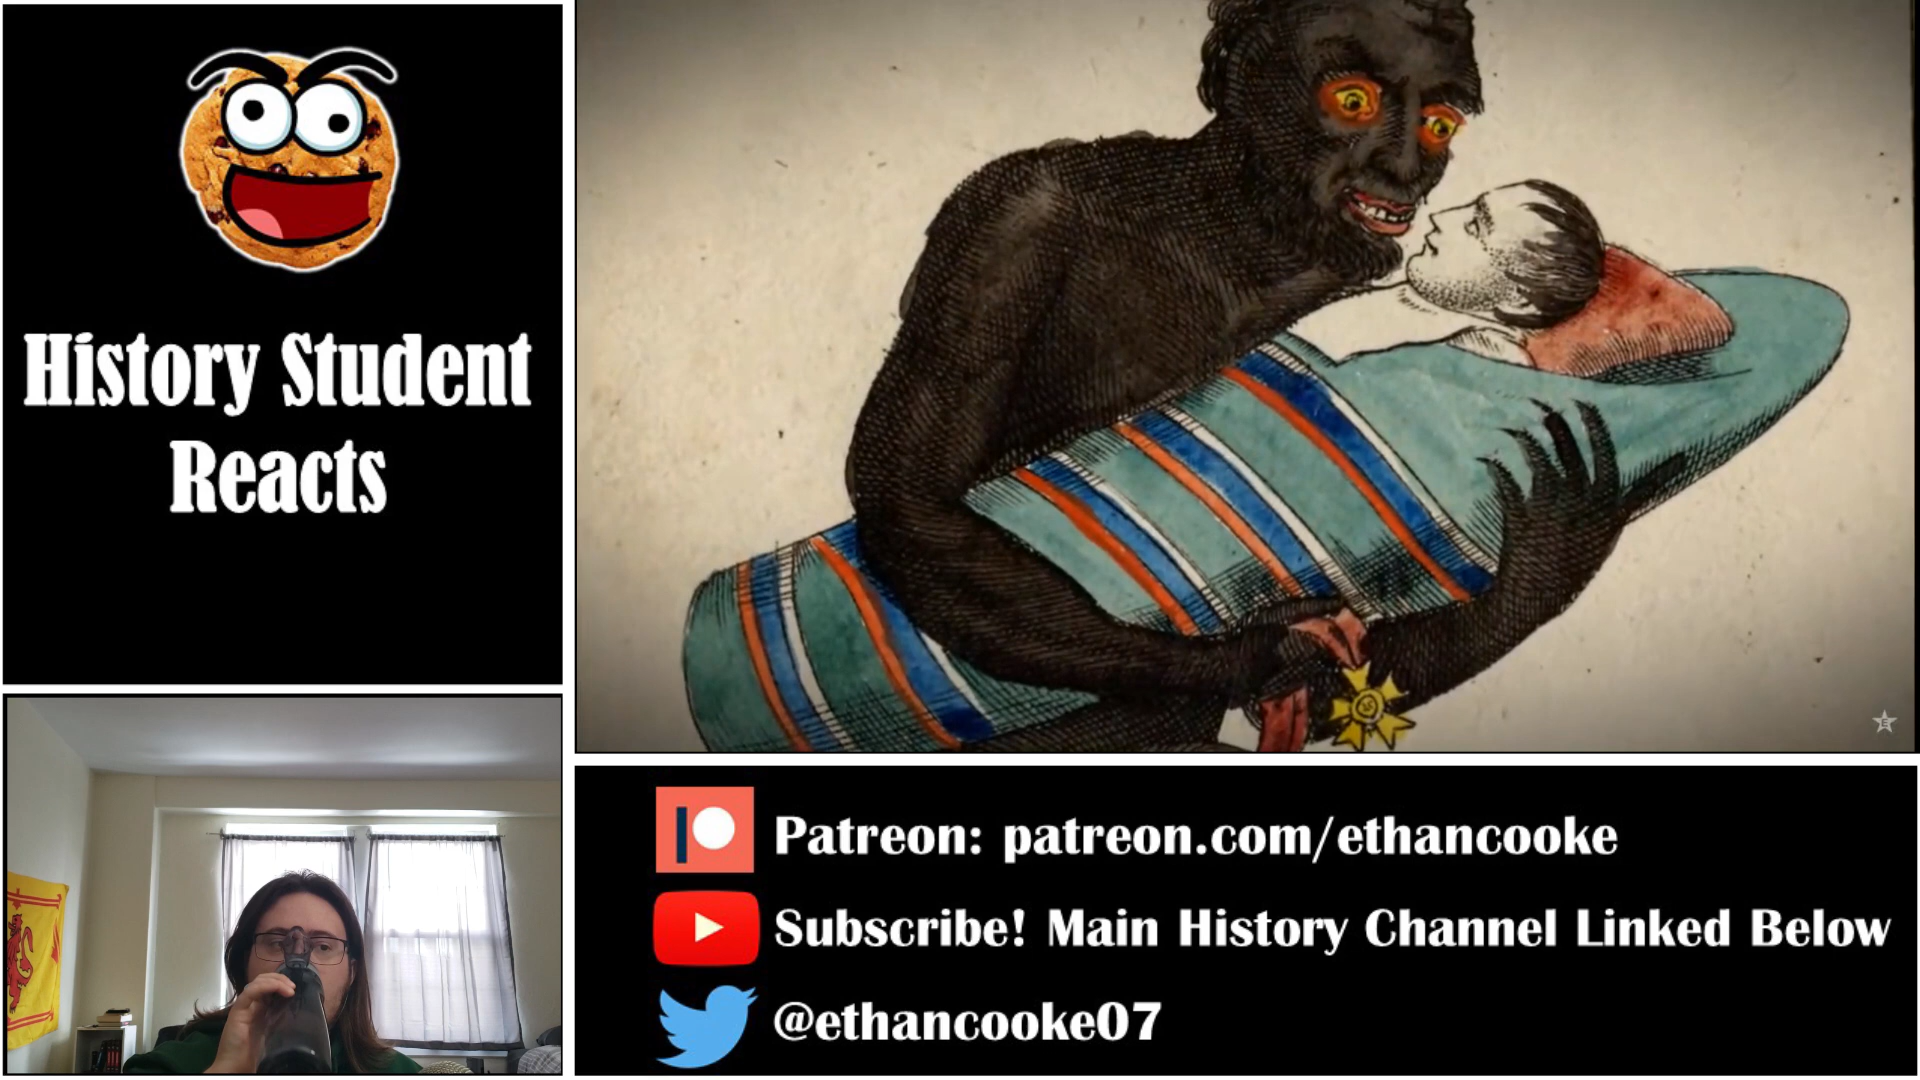 History Student
Reacts
Patreon: patreon.com/ethancooke
Subscribe! Main History Channel Linked Below
@ethancooke07